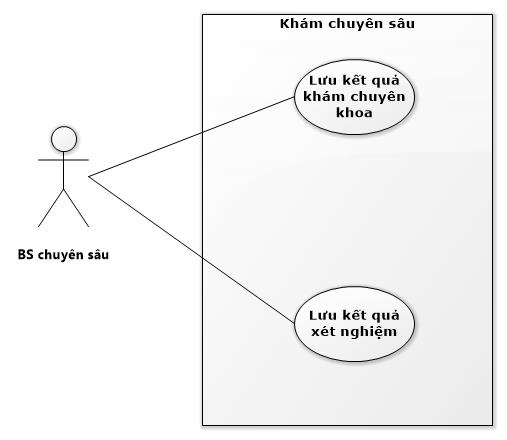 Khám chuyên sâu
Lưu kết quả
khám chuyên
khoa
BS chuyên sâu
Lưu kết quả
xét nghiệm